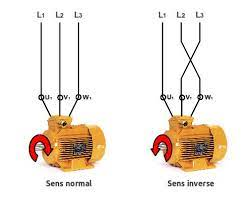 L1 L2 L3 L1 L2 L3
U1 V1 W1 U1 V1 W1
Sens normal Sens inverse